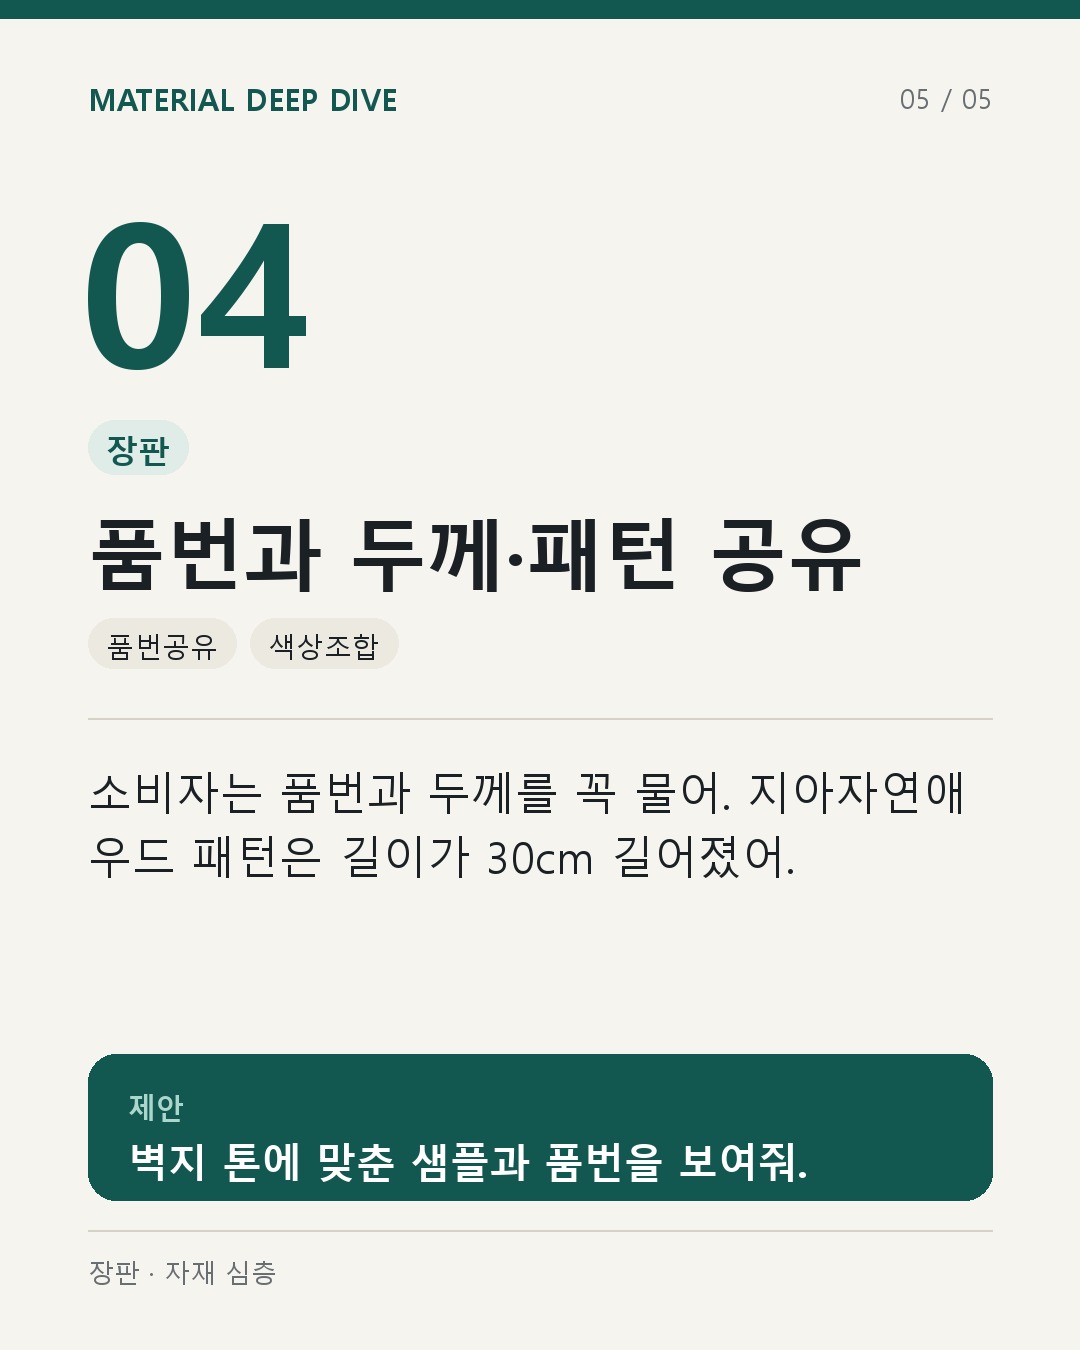 MATERIAL DEEP DIVE
05 / 05
04
장판
품번과 두께·패턴 공유
품번공유
색상조합
소비자는 품번과 두께를 꼭 물어. 지아자연애
우드 패턴은 길이가 30cm 길어졌어.
제안
벽지 톤에 맞춘 샘플과 품번을 보여줘.
장판 · 자재 심층